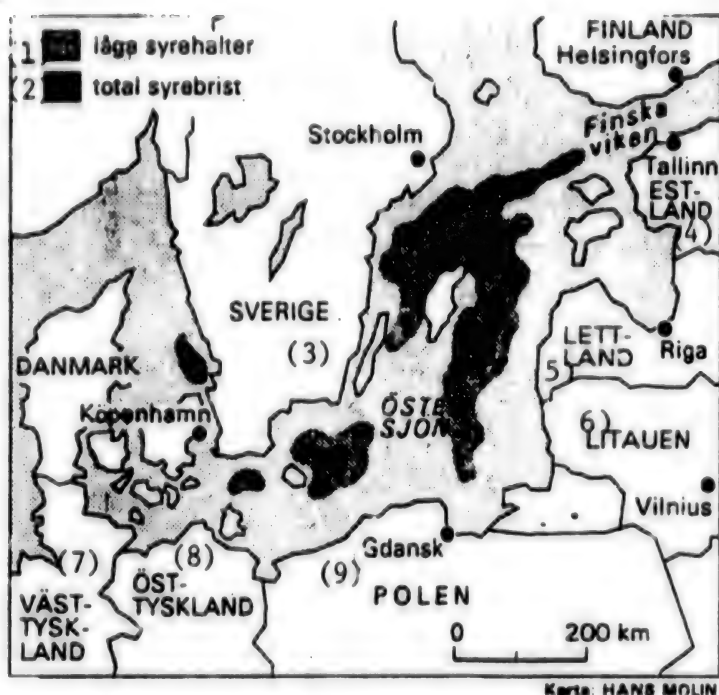 (1) låga syrehalter
(2) total syrebrist
FINLAND
Helsingfors
Finska
viken
Stockholm
Tallinn
EST-
LAND
(4)
SVERIGE
(3)
DANMARK
LETT-
LAND
5)
Riga
Köpenhamn
ÖSTE
SJÖN
6)
LITAUEN
Vilnius
(7)
(8)
ÖST-
TYSKLAND
(9)
Gdansk
POLEN
VÄST-
TYSK-
LAND
0 200 km
Karta: HANS MOLIN